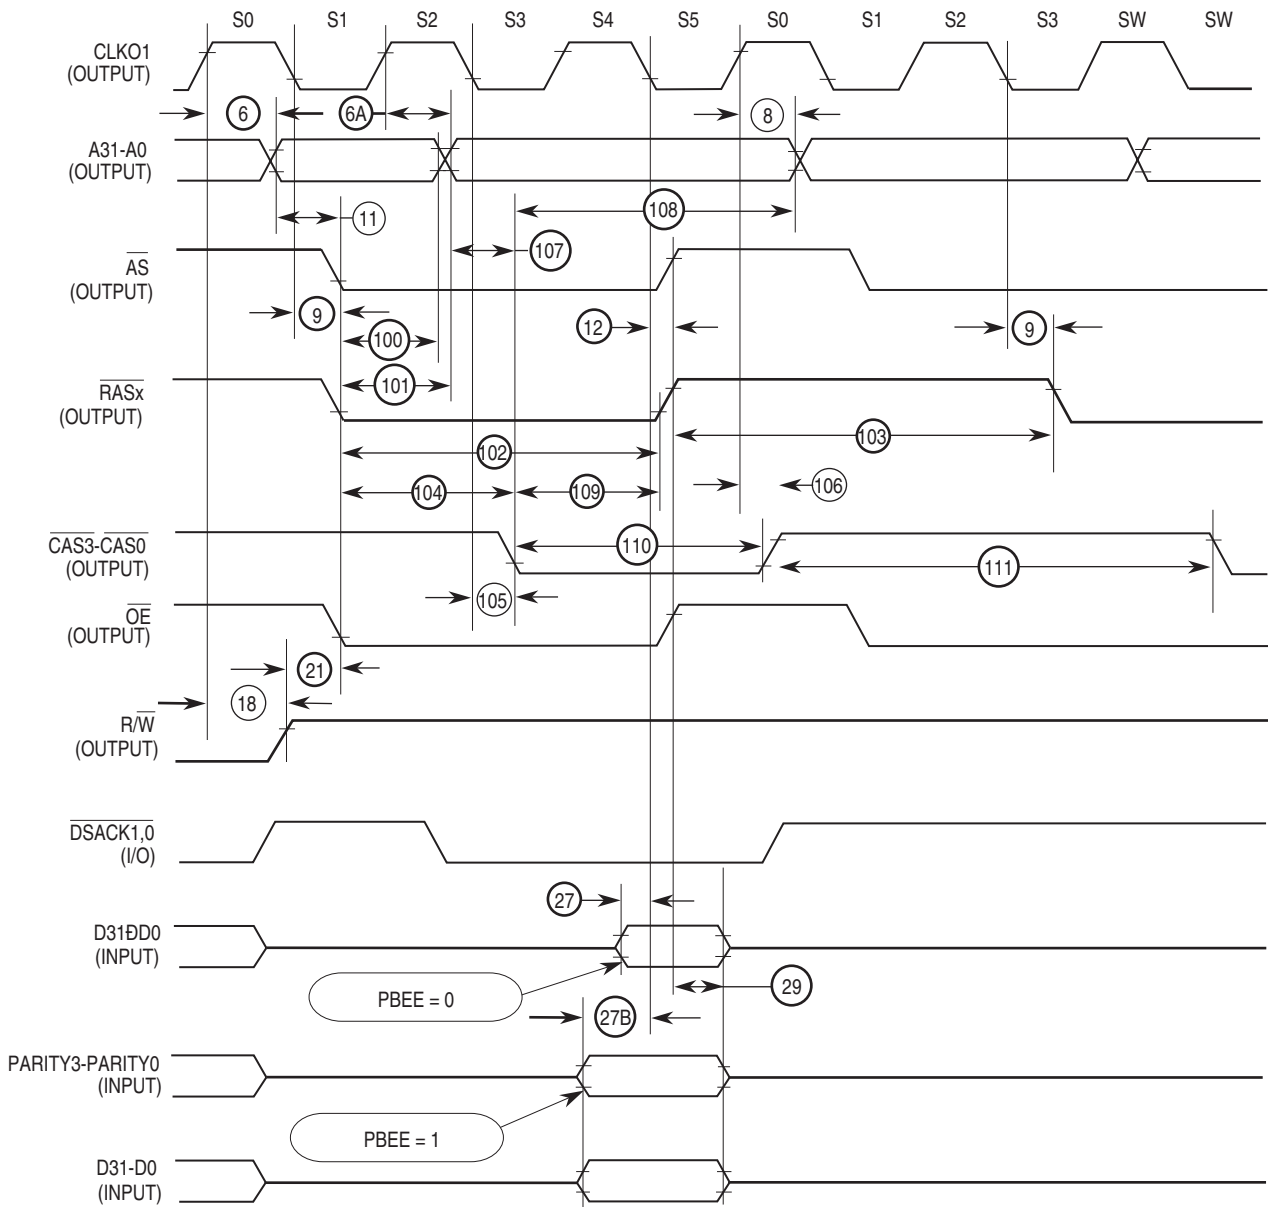 S0 S1 S2 S3 S4 S5 S0 S1 S2 S3 SW SW
CLKO1
(OUTPUT)
6 6A 8
A31-A0
(OUTPUT)
11 108
107
AS
(OUTPUT)
9 12 9
100
101
RASx
(OUTPUT)
103
102
104 109 106
CAS3-CAS0
(OUTPUT)
110
111
105
OE
(OUTPUT)
21
18
R/W
(OUTPUT)
DSACK1,0
(I/O)
27
D31ÐD0
(INPUT)
29
PBEE = 0
27B
PARITY3-PARITY0
(INPUT)
PBEE = 1
D31-D0
(INPUT)